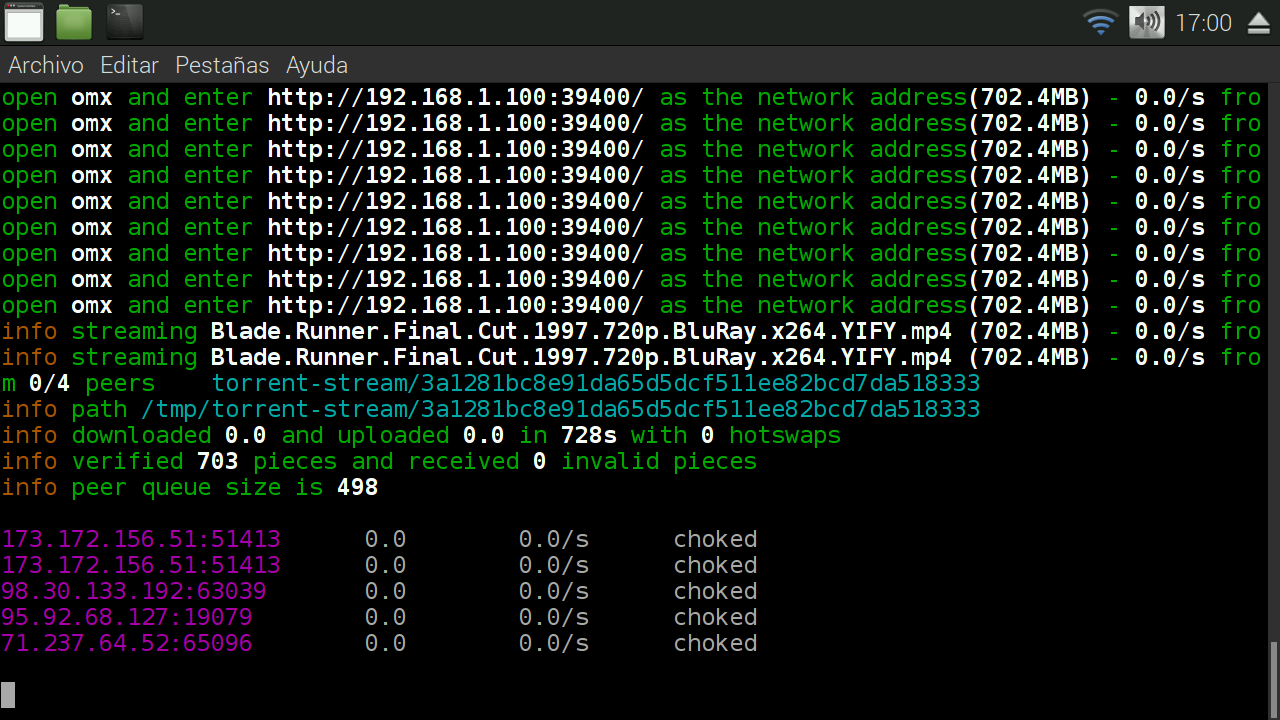 17:00
Archivo Editar Pestañas Ayuda
open omx and enter http://192.168.1.100:39400/ as the network address(702.4MB) - 0.0/s fro
open omx and enter http://192.168.1.100:39400/ as the network address(702.4MB) - 0.0/s fro
open omx and enter http://192.168.1.100:39400/ as the network address(702.4MB) - 0.0/s fro
open omx and enter http://192.168.1.100:39400/ as the network address(702.4MB) - 0.0/s fro
open omx and enter http://192.168.1.100:39400/ as the network address(702.4MB) - 0.0/s fro
open omx and enter http://192.168.1.100:39400/ as the network address(702.4MB) - 0.0/s fro
open omx and enter http://192.168.1.100:39400/ as the network address(702.4MB) - 0.0/s fro
open omx and enter http://192.168.1.100:39400/ as the network address(702.4MB) - 0.0/s fro
open omx and enter http://192.168.1.100:39400/ as the network address(702.4MB) - 0.0/s fro
info streaming Blade.Runner.Final.Cut.1997.720p.BluRay.x264.YIFY.mp4 (702.4MB) - 0.0/s fro
info streaming Blade.Runner.Final.Cut.1997.720p.BluRay.x264.YIFY.mp4 (702.4MB) - 0.0/s fro
m 0/4 peers    torrent-stream/3a1281bc8e91da65d5dcf511ee82bcd7da518333
info path /tmp/torrent-stream/3a1281bc8e91da65d5dcf511ee82bcd7da518333
info downloaded 0.0 and uploaded 0.0 in 728s with 0 hotswaps
info verified 703 pieces and received 0 invalid pieces
info peer queue size is 498
173.172.156.51:51413      0.0        0.0/s      choked
173.172.156.51:51413      0.0        0.0/s      choked
98.30.133.192:63039       0.0        0.0/s      choked
95.92.68.127:19079        0.0        0.0/s      choked
71.237.64.52:65096        0.0        0.0/s      choked